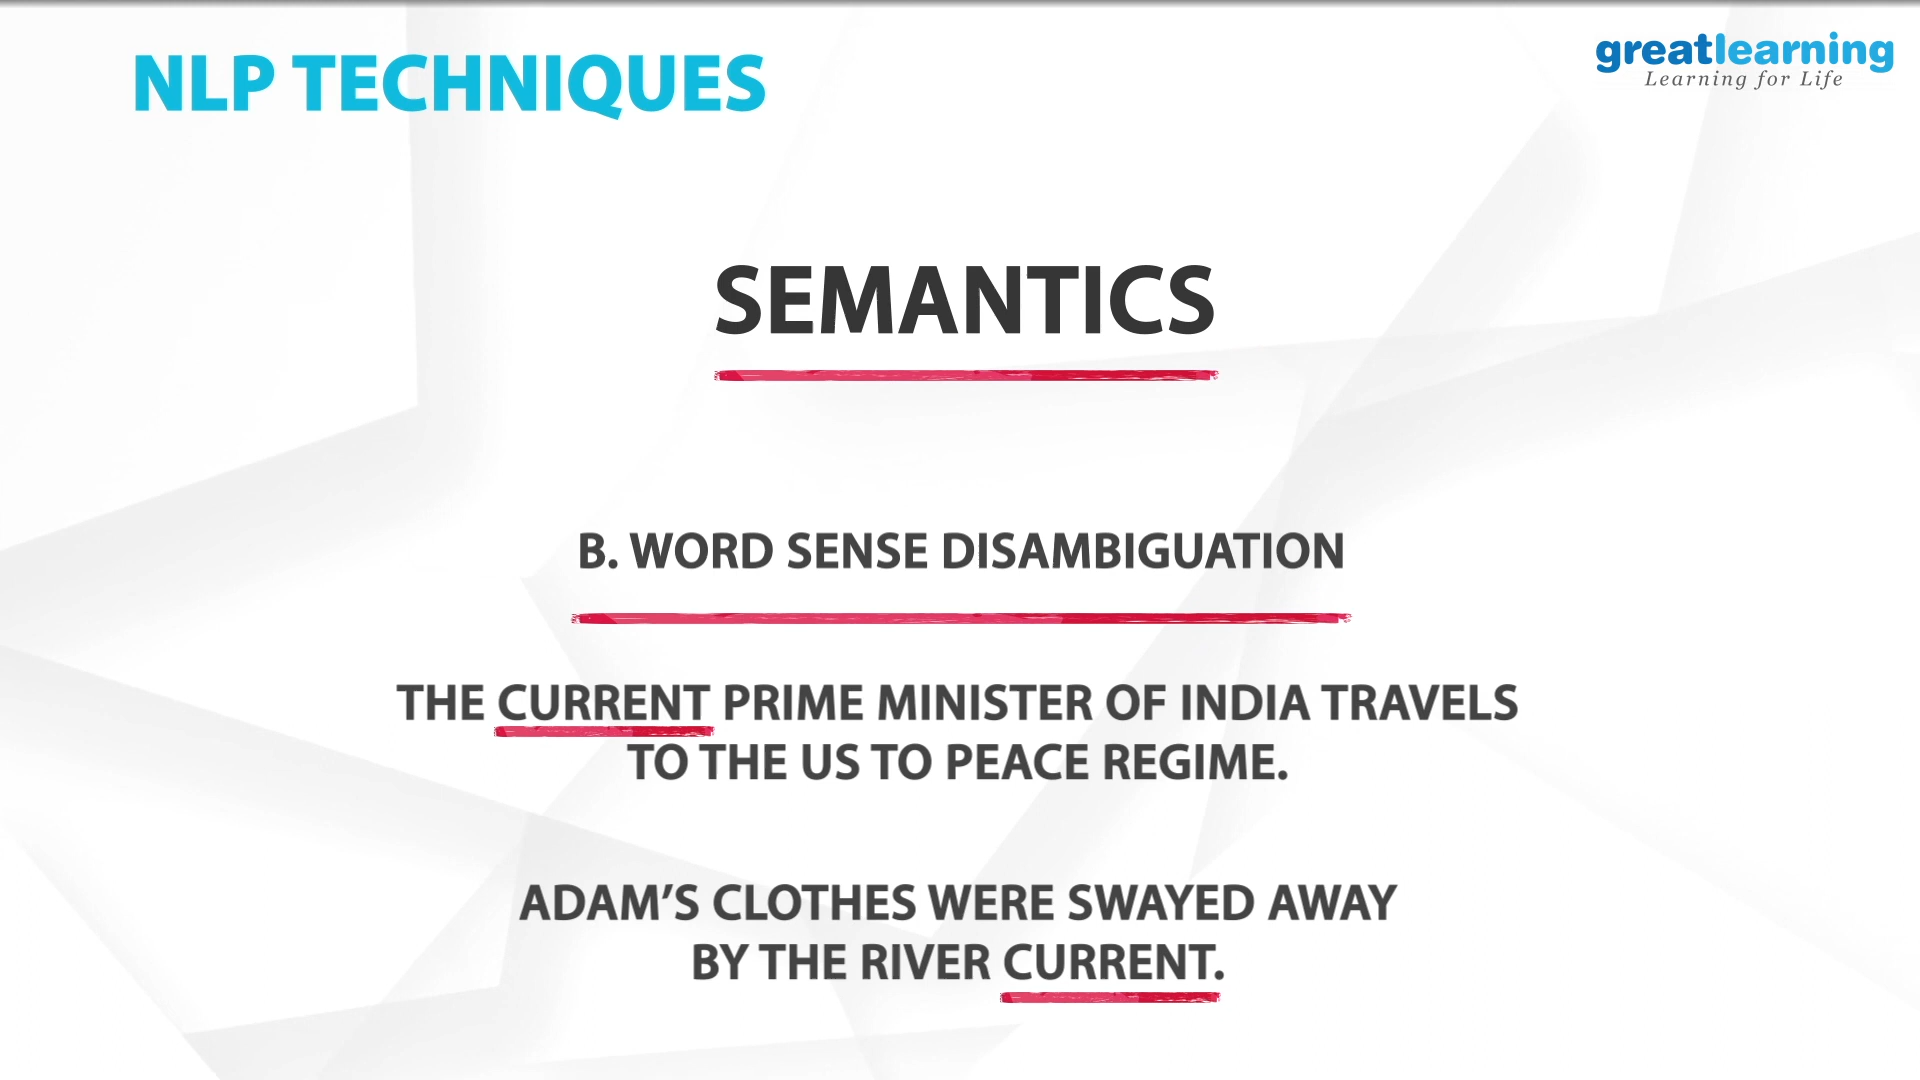 NLP TECHNIQUES
greatlearning
Learning for Life
SEMANTICS
B. WORD SENSE DISAMBIGUATION
THE CURRENT PRIME MINISTER OF INDIA TRAVELS
TO THE US TO PEACE REGIME.
ADAM’S CLOTHES WERE SWAYED AWAY
BY THE RIVER CURRENT.